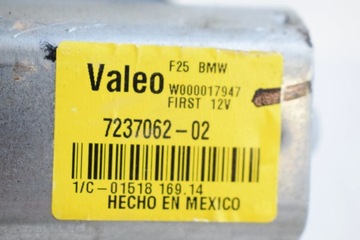 F25 BMW
Valeo
W000017947
FIRST 12V
7237062-02
1/C-01518 169.14
HECHO EN MEXICO